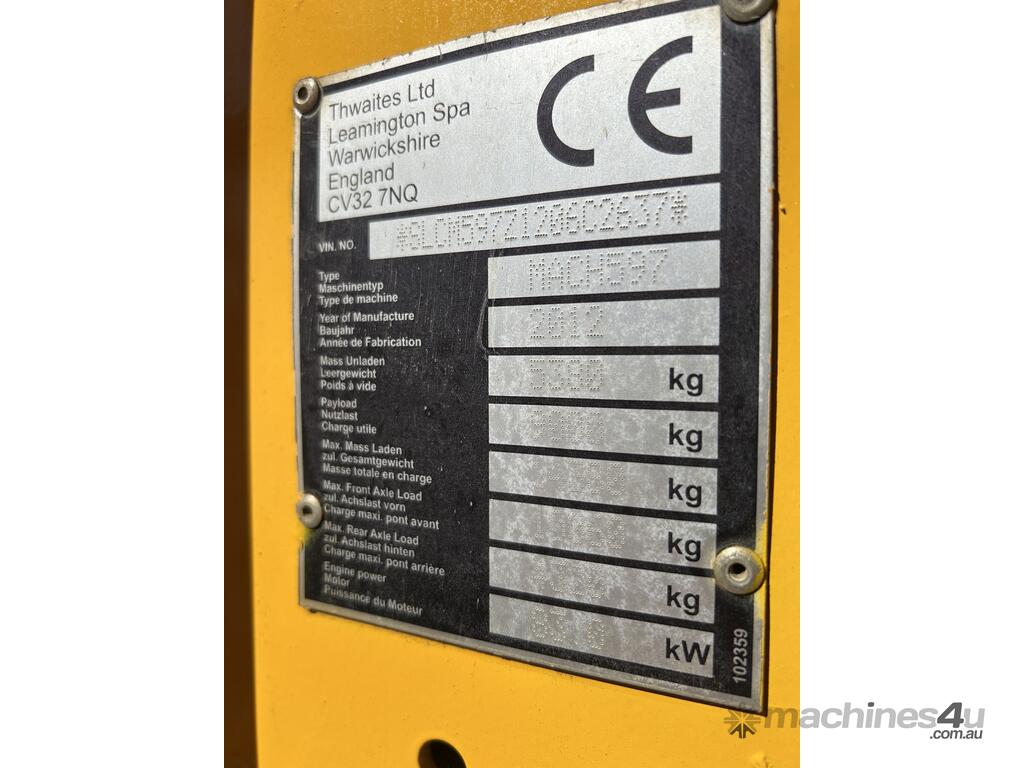 Thwaites Ltd
Leamington Spa
Warwickshire
England
CV32 7NQ
CE
VIN. NO.
Type
Maschinentyp
Type de machine
MACH597
Year of Manufacture
Baujahr
Année de Fabrication
2012
Mass Unladen
Leergewicht
Poids à vide
kg
Payload
Nutzlast
Charge utile
kg
Max. Mass Laden
zul. Gesamtgewicht
Masse totale en charge
kg
Max. Front Axle Load
zul. Achslast vorn
Charge maxi. pont avant
kg
Max. Rear Axle Load
zul. Achslast hinten
Charge maxi. pont arrière
kg
Engine power
Motor
Puissance du Moteur
kW
102359
machines4u
.com.au